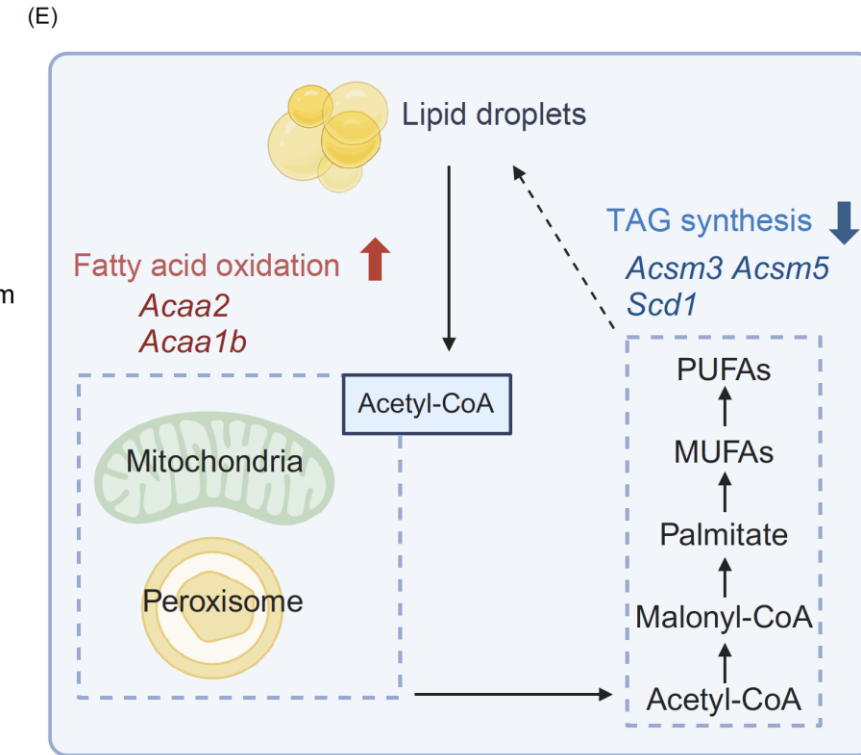 (E)
Lipid droplets
TAG synthesis
Acsm3 Acsm5
Scd1
Fatty acid oxidation
Acaa2
Acaa1b
m
Acetyl-CoA
Mitochondria
Peroxisome
PUFAs
MUFAs
Palmitate
Malonyl-CoA
Acetyl-CoA